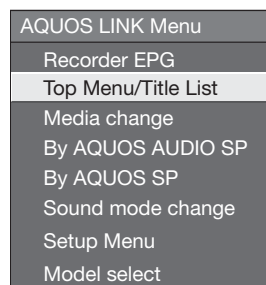 AQUOS LINK Menu
Recorder EPG
Top Menu/Title List
Media change
By AQUOS AUDIO SP
By AQUOS SP
Sound mode change
Setup Menu
Model select